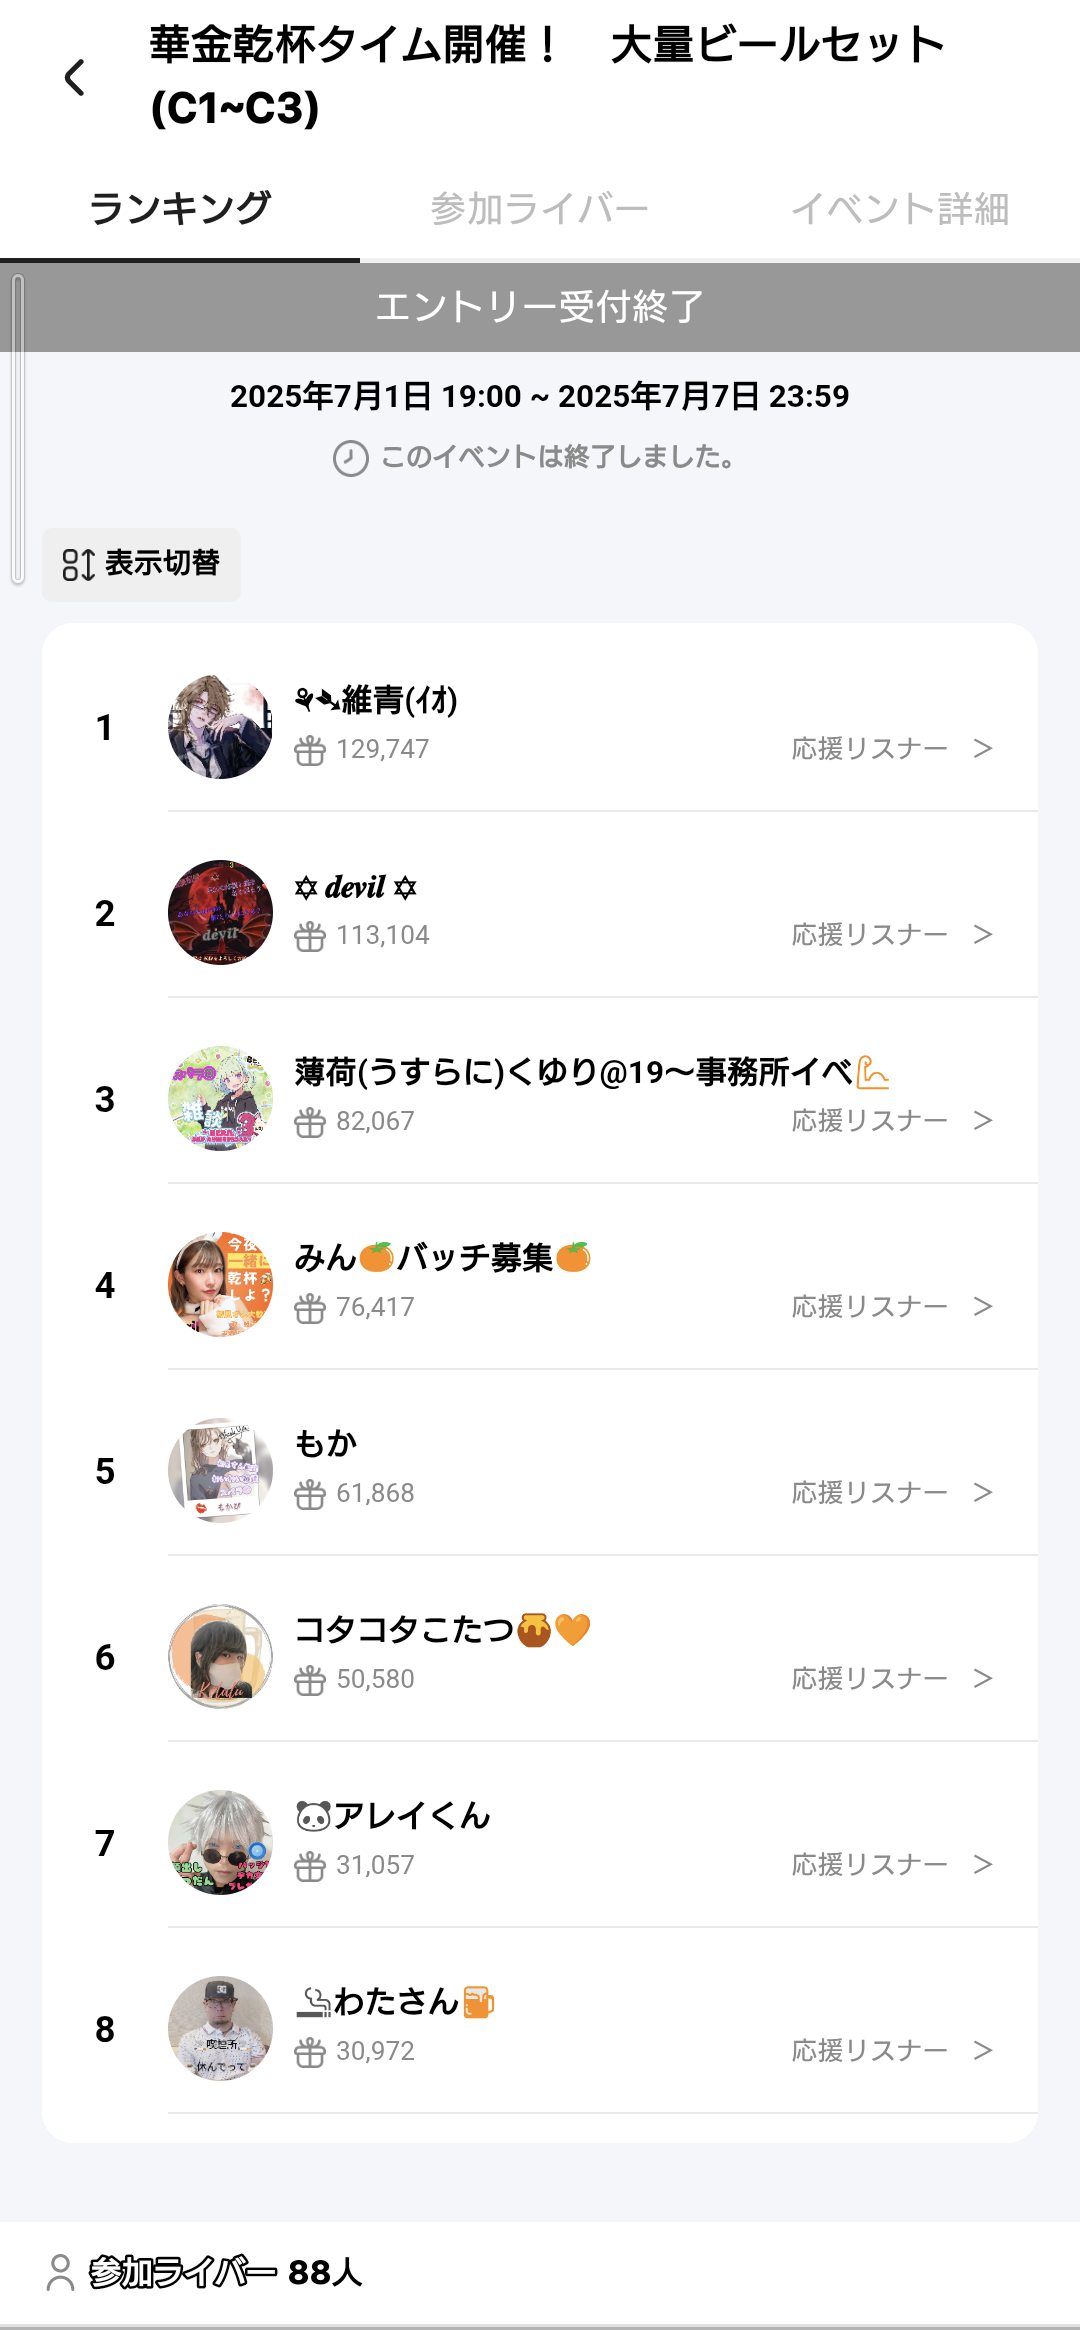 華金乾杯タイム開催！　大量ビールセット
(C1~C3)
ランキング
参加ライバー
イベント詳細
エントリー受付終了
2025年7月1日 19:00 ~ 2025年7月7日 23:59
このイベントは終了しました。
表示切替
1
⚘➴維青(ｲｵ)
129,747
応援リスナー >
2
✡ 𝒅𝒆𝒗𝒊𝒍 ✡
113,104
応援リスナー >
3
薄荷(うすらに)くゆり@19〜事務所イベ💪
82,067
応援リスナー >
4
みん🍊バッチ募集🍊
76,417
応援リスナー >
5
もか
61,868
応援リスナー >
6
コタコタこたつ🍯🧡
50,580
応援リスナー >
7
🐼アレイくん
31,057
応援リスナー >
8
🚬わたさん🍺
30,972
応援リスナー >
参加ライバー 88人